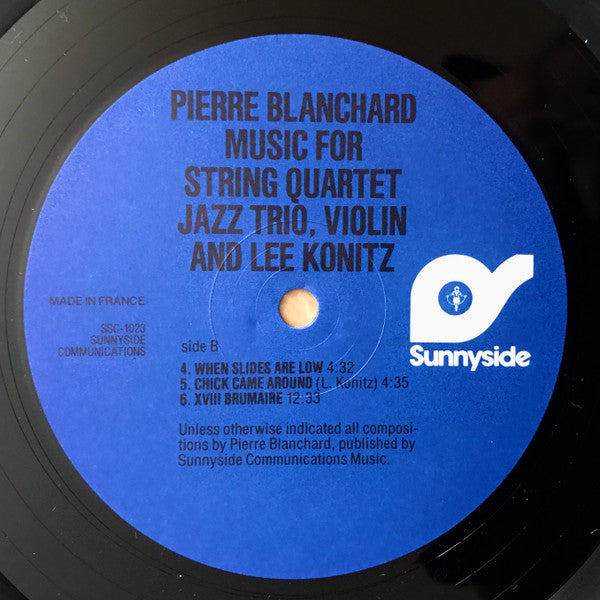 PIERRE BLANCHARD
MUSIC FOR
STRING QUARTET
JAZZ TRIO, VIOLIN
AND LEE KONITZ
MADE IN FRANCE
SSC-1023
SUNNYSIDE
COMMUNICATIONS
Sunnyside
side B
4. WHEN SLIDES ARE LOW 4:32
5. CHICK CAME AROUND (L. Konitz) 4:35
6. XVIII BRUMAIRE 12:33
Unless otherwise indicated all composi-
tions by Pierre Blanchard, published by
Sunnyside Communications Music.